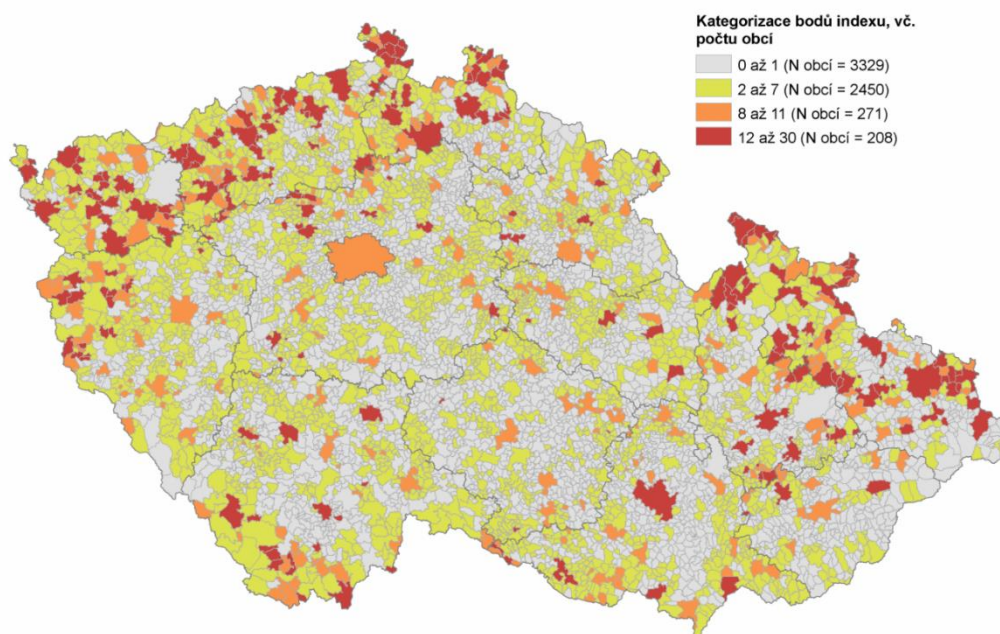 Kategorizace bodů indexu, vč.
počtu obcí
0 až 1 (N obcí = 3329)
2 až 7 (N obcí = 2450)
8 až 11 (N obcí = 271)
12 až 30 (N obcí = 208)